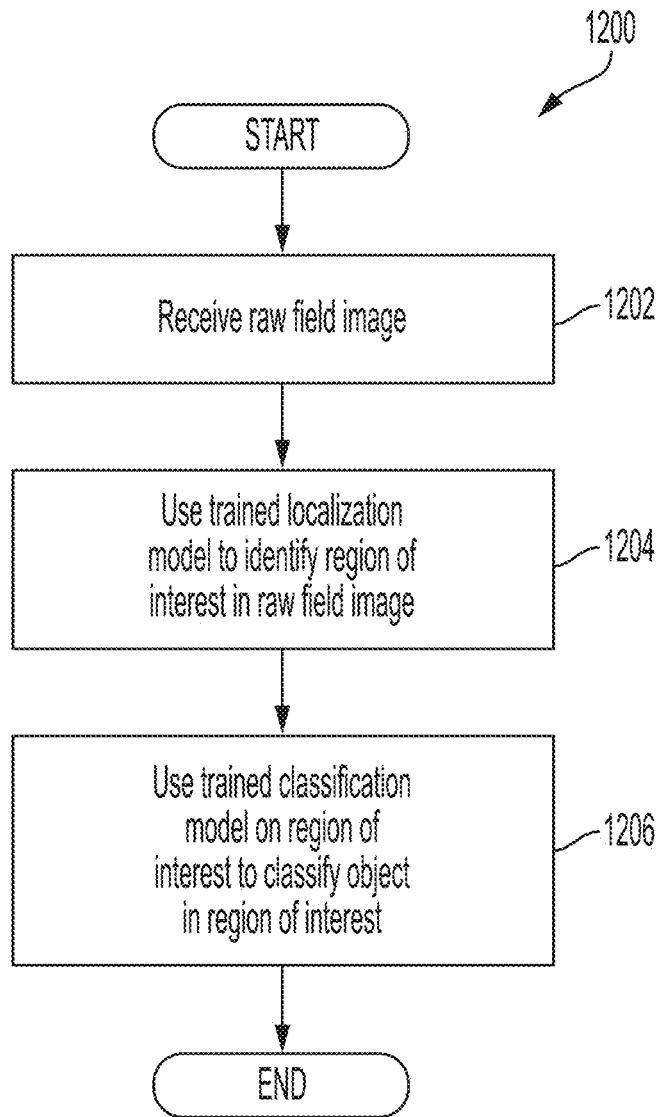 1200
START
Receive raw field image
1202
Use trained localization
model to identify region of
interest in raw field image
1204
Use trained classification
model on region of
interest to classify object
in region of interest
1206
END